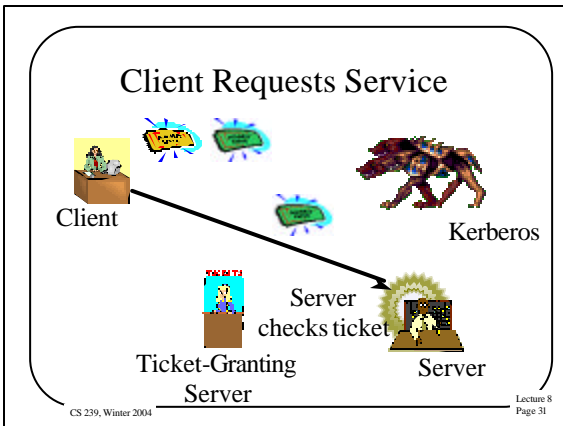 Client Requests Service
Client
Kerberos
TICKETS
Server
checks ticket
Ticket-Granting
Server
Server
CS 239, Winter 2004
Lecture 8
Page 31